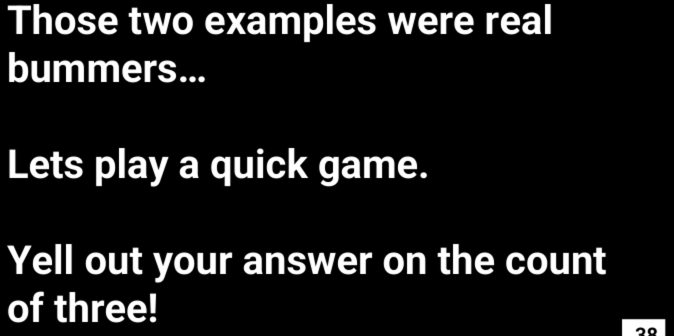 Those two examples were real
bummers...
Lets play a quick game.
Yell out your answer on the count
of three!
38